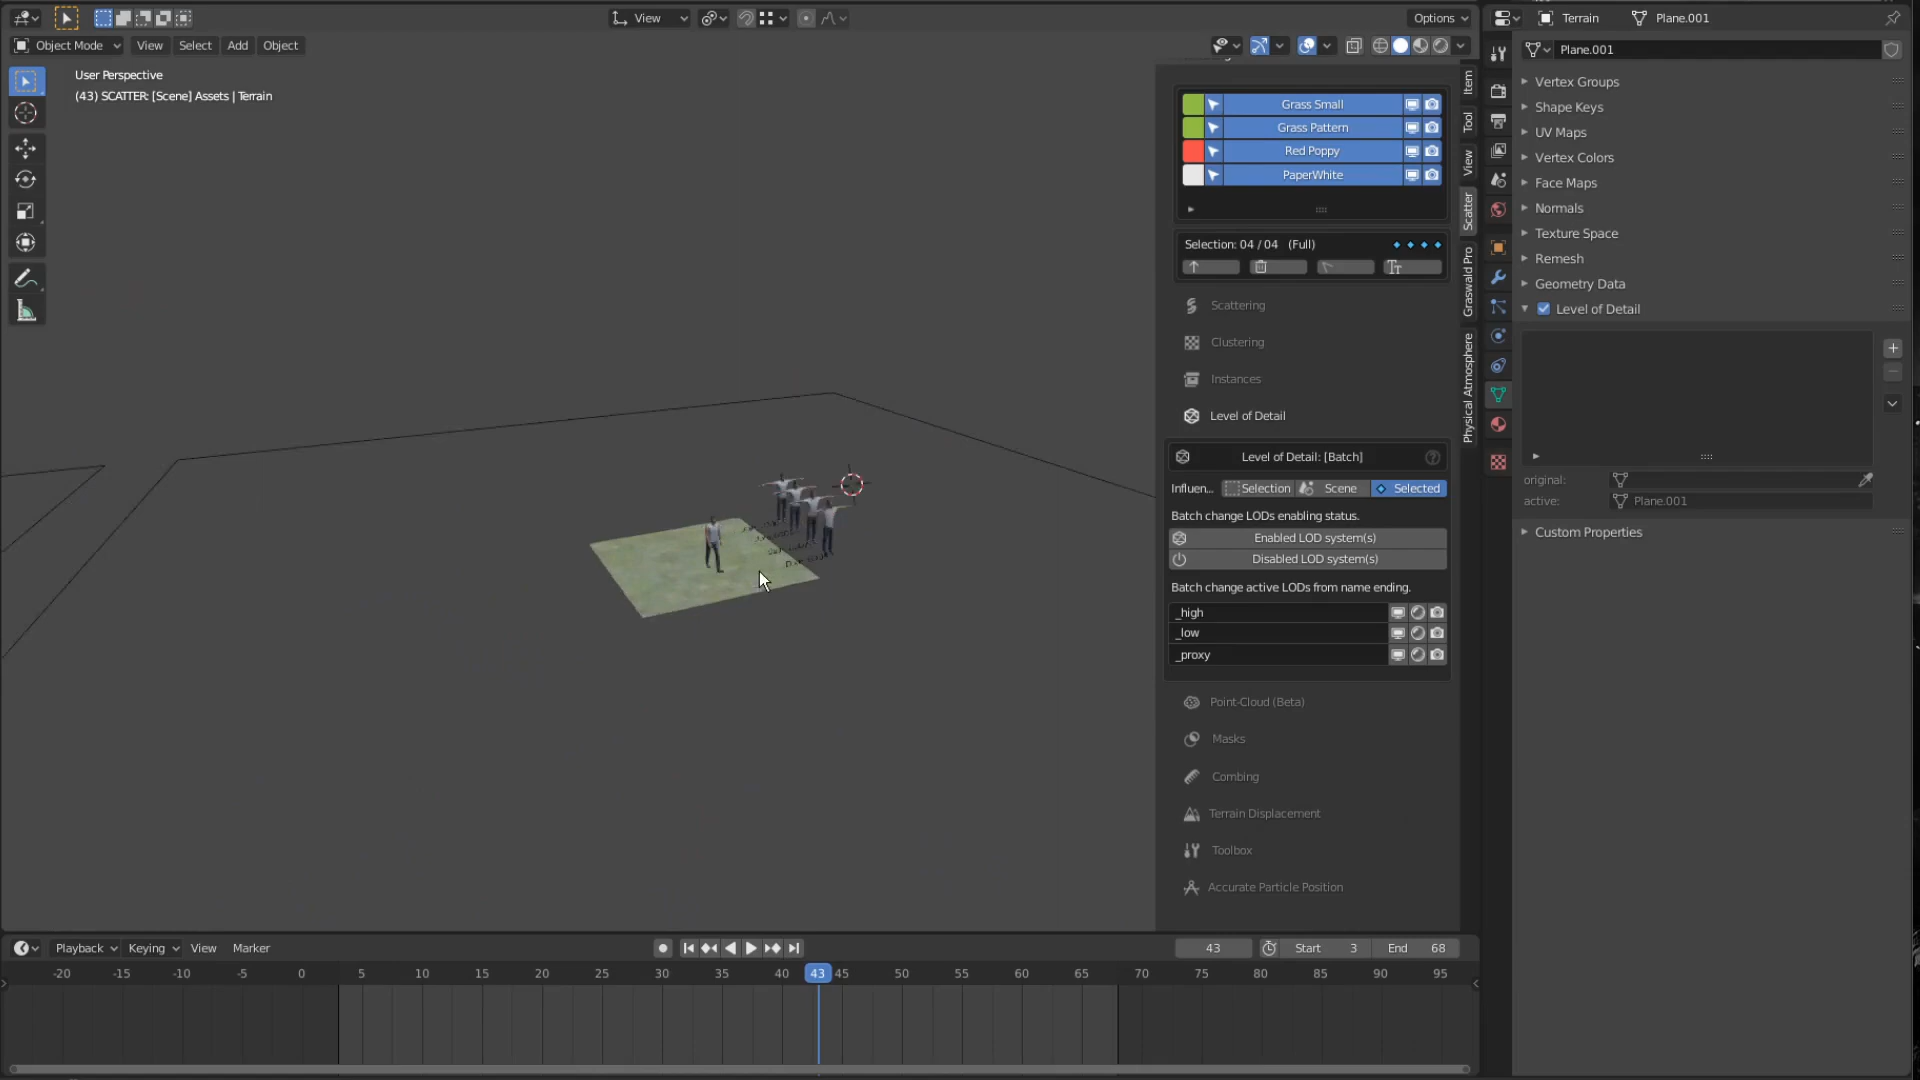 View
Options
Terrain
Plane.001
Object Mode
View
Select
Add
Object
Plane.001
User Perspective
(43) SCATTER: [Scene] Assets | Terrain
Item
Tool
View
Scatter
Graswald Pro
Physical Atmosphere
Grass Small
Grass Pattern
Red Poppy
PaperWhite
Selection: 04 / 04 (Full)
Scattering
Clustering
Instances
Level of Detail
Level of Detail: [Batch]
Influen...
Selection
Scene
Selected
Batch change LODs enabling status.
Enabled LOD system(s)
Disabled LOD system(s)
Batch change active LODs from name ending.
_high
_low
_proxy
Point-Cloud (Beta)
Masks
Combing
Terrain Displacement
Toolbox
Accurate Particle Position
Vertex Groups
Shape Keys
UV Maps
Vertex Colors
Face Maps
Normals
Texture Space
Remesh
Geometry Data
Level of Detail
original:
active:
Plane.001
Custom Properties
Playback
Keying
View
Marker
43
Start 3
End 68
-20 -15 -10 -5 0 5 10 15 20 25 30 35 40 43 45 50 55 60 65 70 75 80 85 90 95